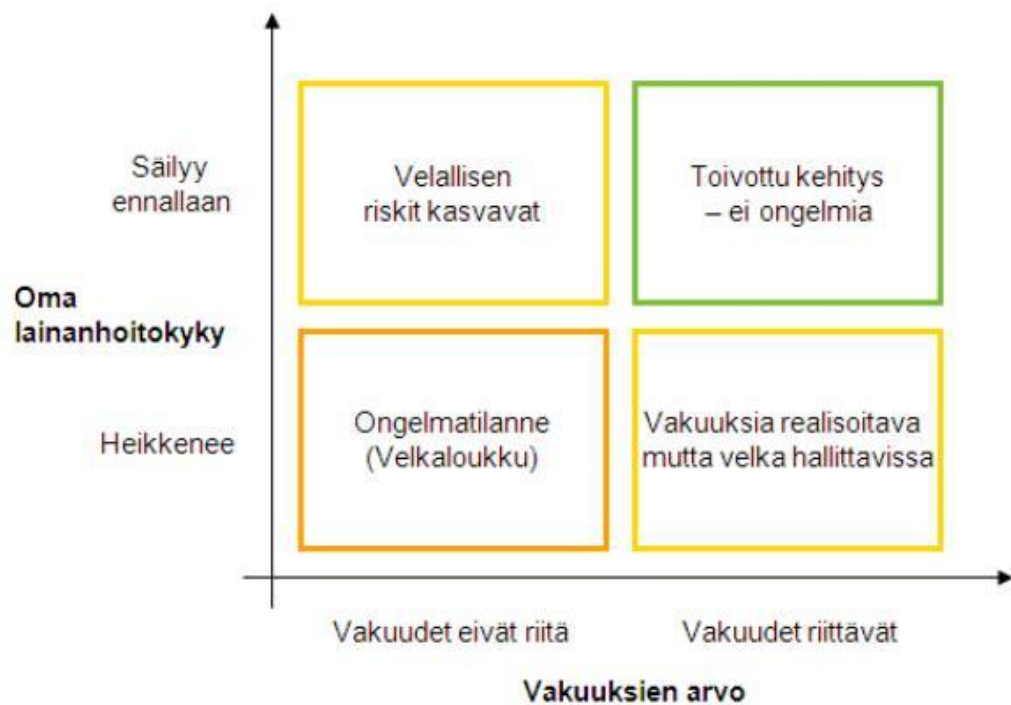 Säilyy
ennallaan
Velallisen
riskit kasvavat
Toivottu kehitys
– ei ongelmia
Oma
lainanhoitokyky
Heikkenee
Ongelmatilanne
(Velkaloukku)
Vakuuksia realisoitava
mutta velka hallittavissa
Vakuudet eivät riitä
Vakuudet riittävät
Vakuuksien arvo